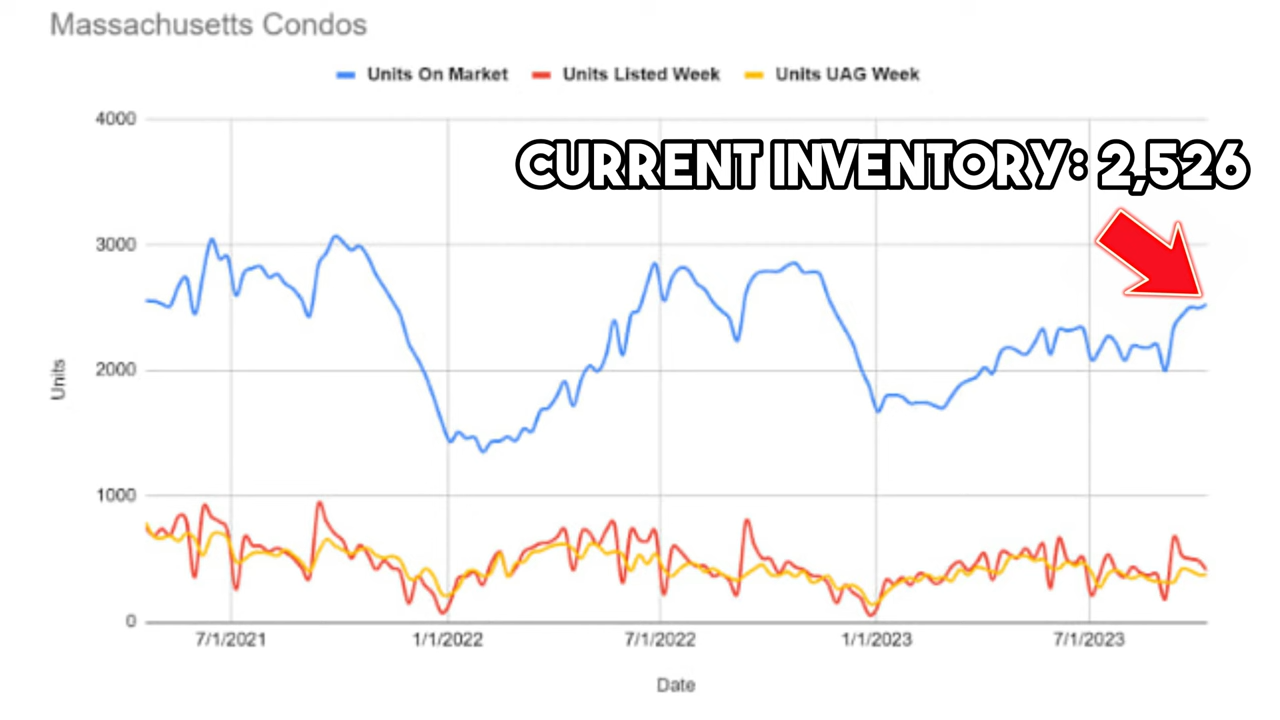 Massachusetts Condos
Units On Market Units Listed Week Units UAG Week
4000
CURRENT INVENTORY: 2,526
3000
2000
Units
1000
0
7/1/2021 1/1/2022 7/1/2022 1/1/2023 7/1/2023
Date